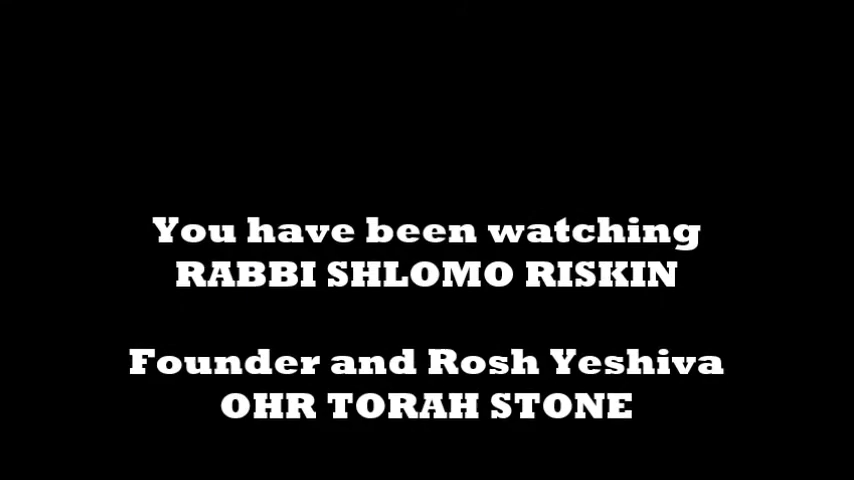 You have been watching
RABBI SHLOMO RISKIN
Founder and Rosh Yeshiva
OHR TORAH STONE